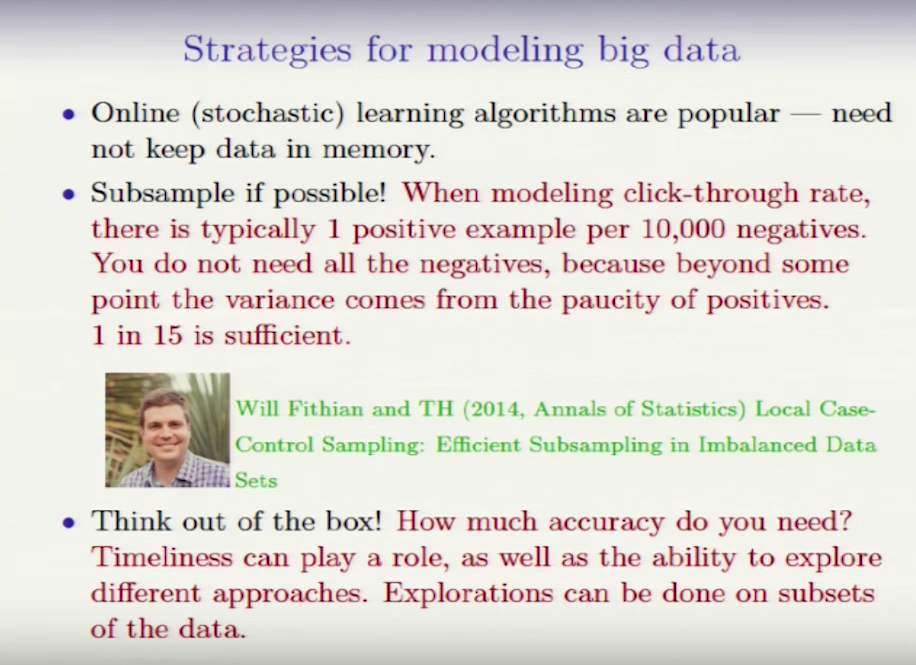 Strategies for modeling big data
• Online (stochastic) learning algorithms are popular — need
not keep data in memory.
• Subsample if possible! When modeling click-through rate,
there is typically 1 positive example per 10,000 negatives.
You do not need all the negatives, because beyond some
point the variance comes from the paucity of positives.
1 in 15 is sufficient.
Will Fithian and TH (2014, Annals of Statistics) Local Case-
Control Sampling: Efficient Subsampling in Imbalanced Data
Sets
• Think out of the box! How much accuracy do you need?
Timeliness can play a role, as well as the ability to explore
different approaches. Explorations can be done on subsets
of the data.